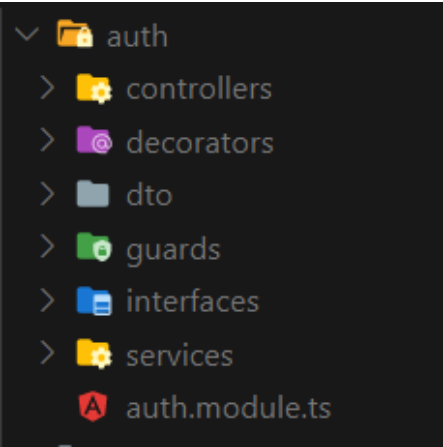 auth
controllers
decorators
dto
guards
interfaces
services
auth.module.ts